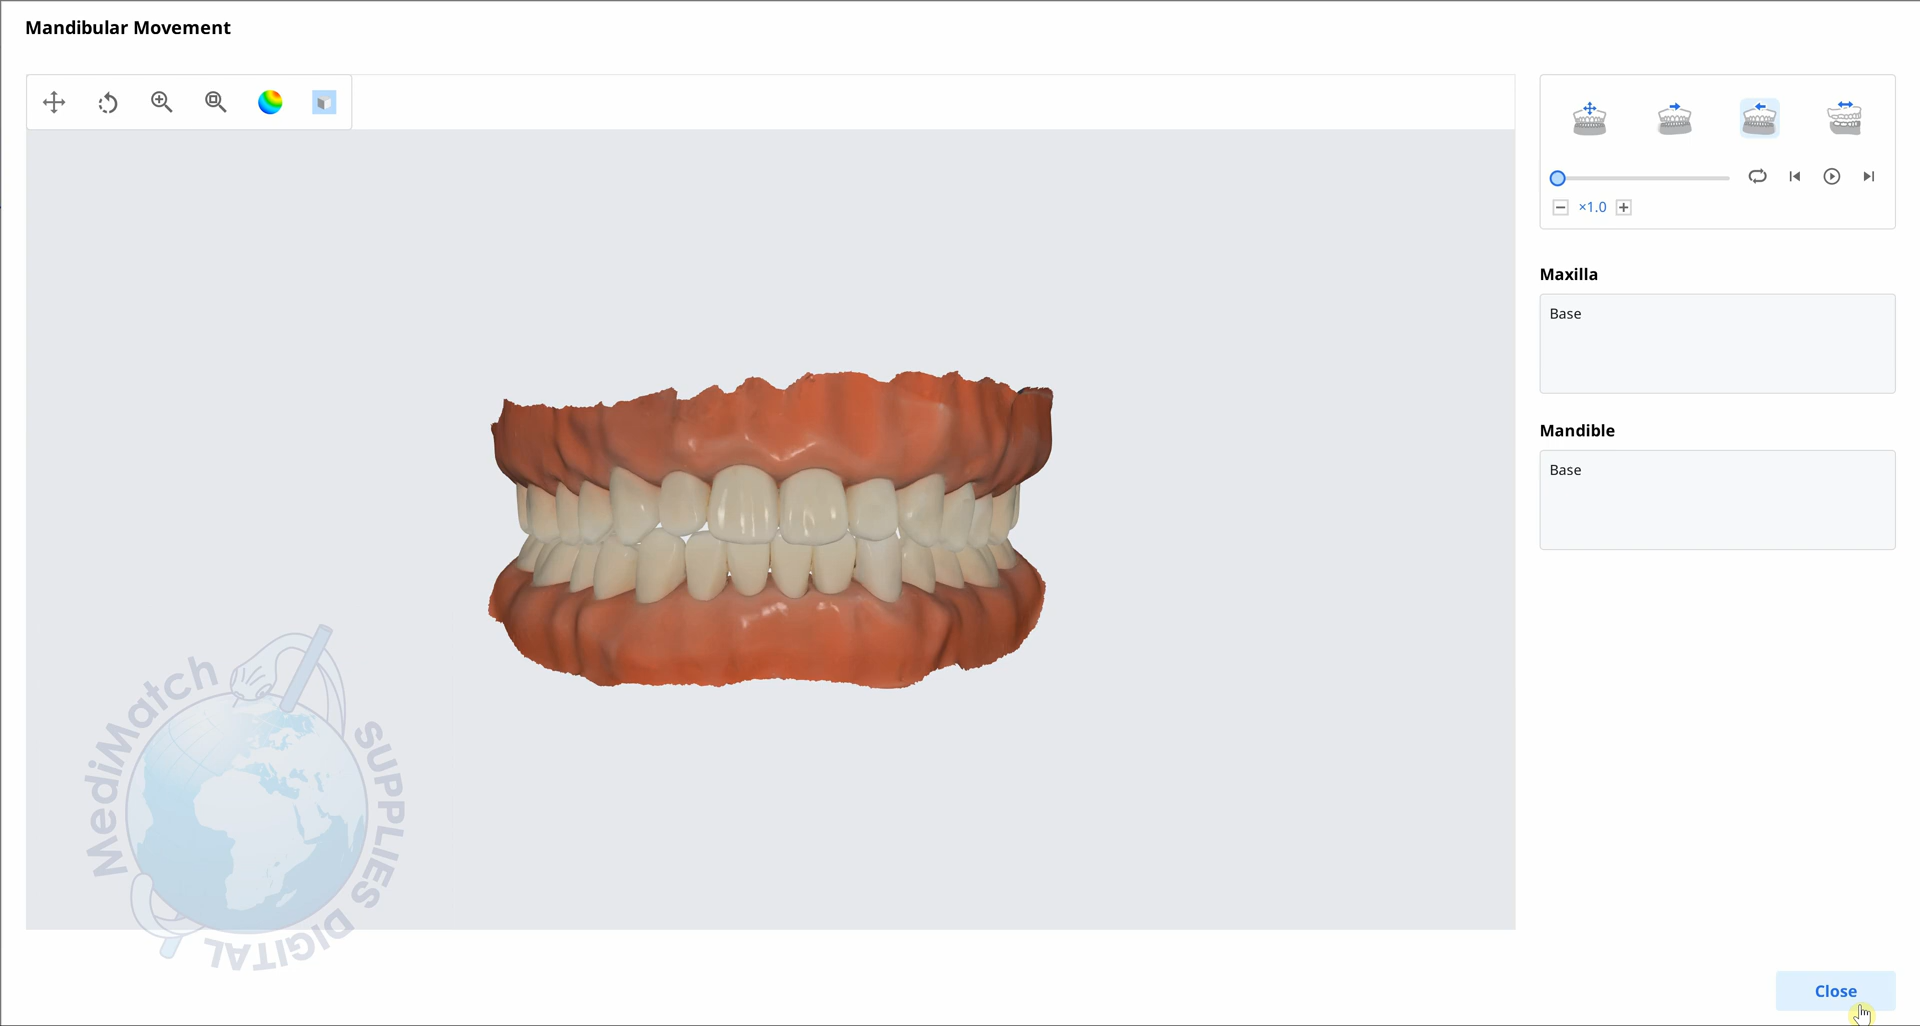 Mandibular Movement
×1.0
Maxilla
Base
Mandible
Base
MediMatch
DIGITAL
SUPPLIES
Close